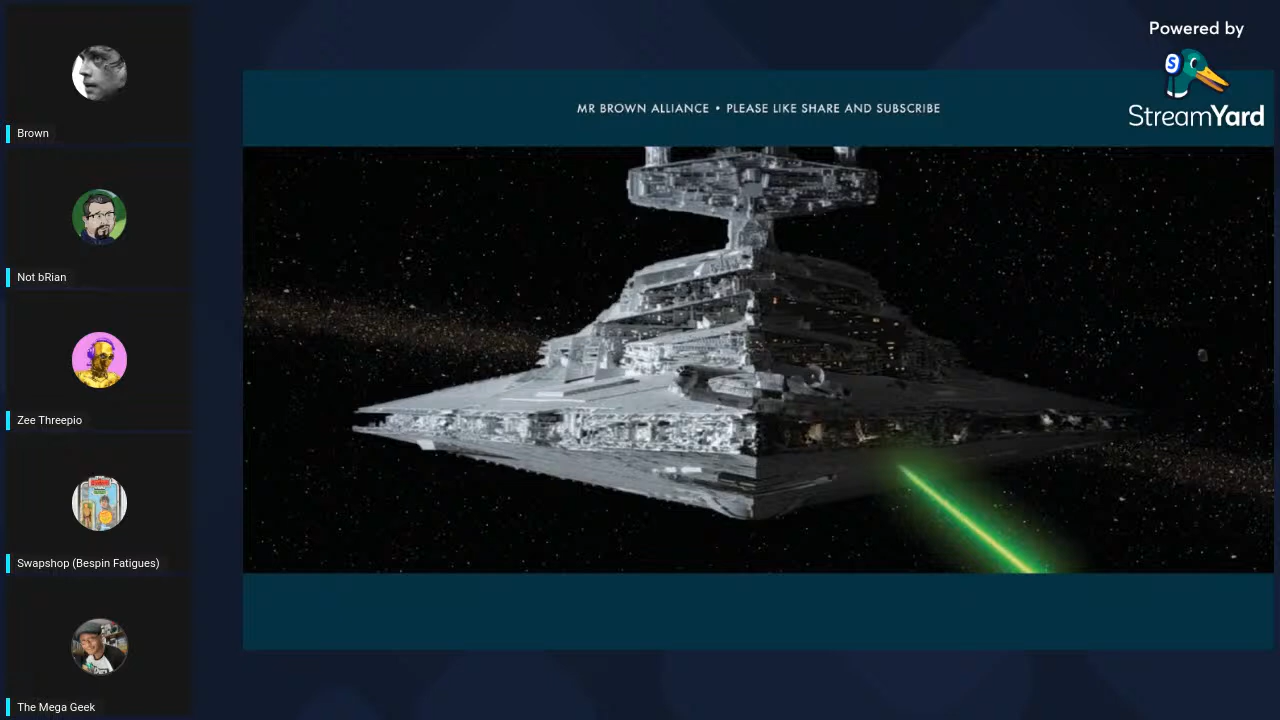 Powered by
StreamYard
MR BROWN ALLIANCE • PLEASE LIKE SHARE AND SUBSCRIBE
Brown
Not bRian
Zee Threepio
Swapshop (Bespin Fatigues)
The Mega Geek